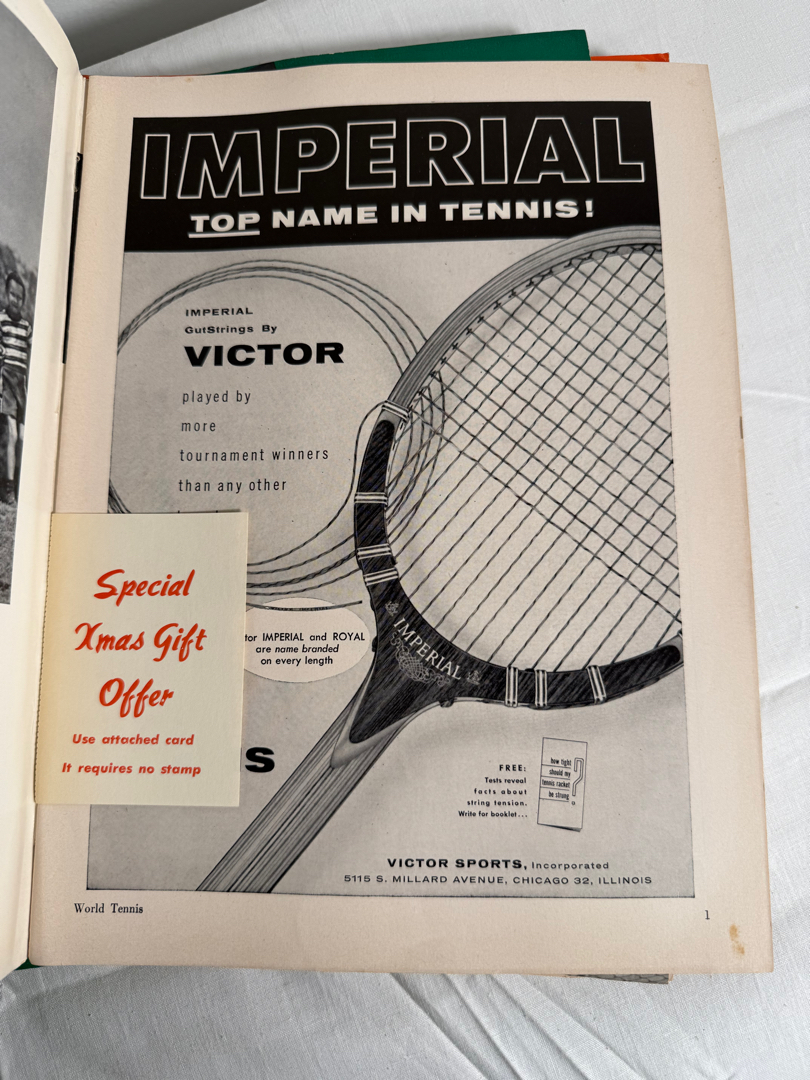 IMPERIAL
TOP NAME IN TENNIS!
IMPERIAL
GutStrings By
VICTOR
played by
more
tournament winners
than any other
Special
Xmas Gift
Offer
Use attached card
It requires no stamp
tor IMPERIAL and ROYAL
are name branded
on every length
IMPERIAL
S
FREE:
Tests reveal
facts about
string tension.
Write for booklet...
how tight
should my
tennis racket
be strung
?
VICTOR SPORTS, Incorporated
5115 S. MILLARD AVENUE, CHICAGO 32, ILLINOIS
World Tennis
1